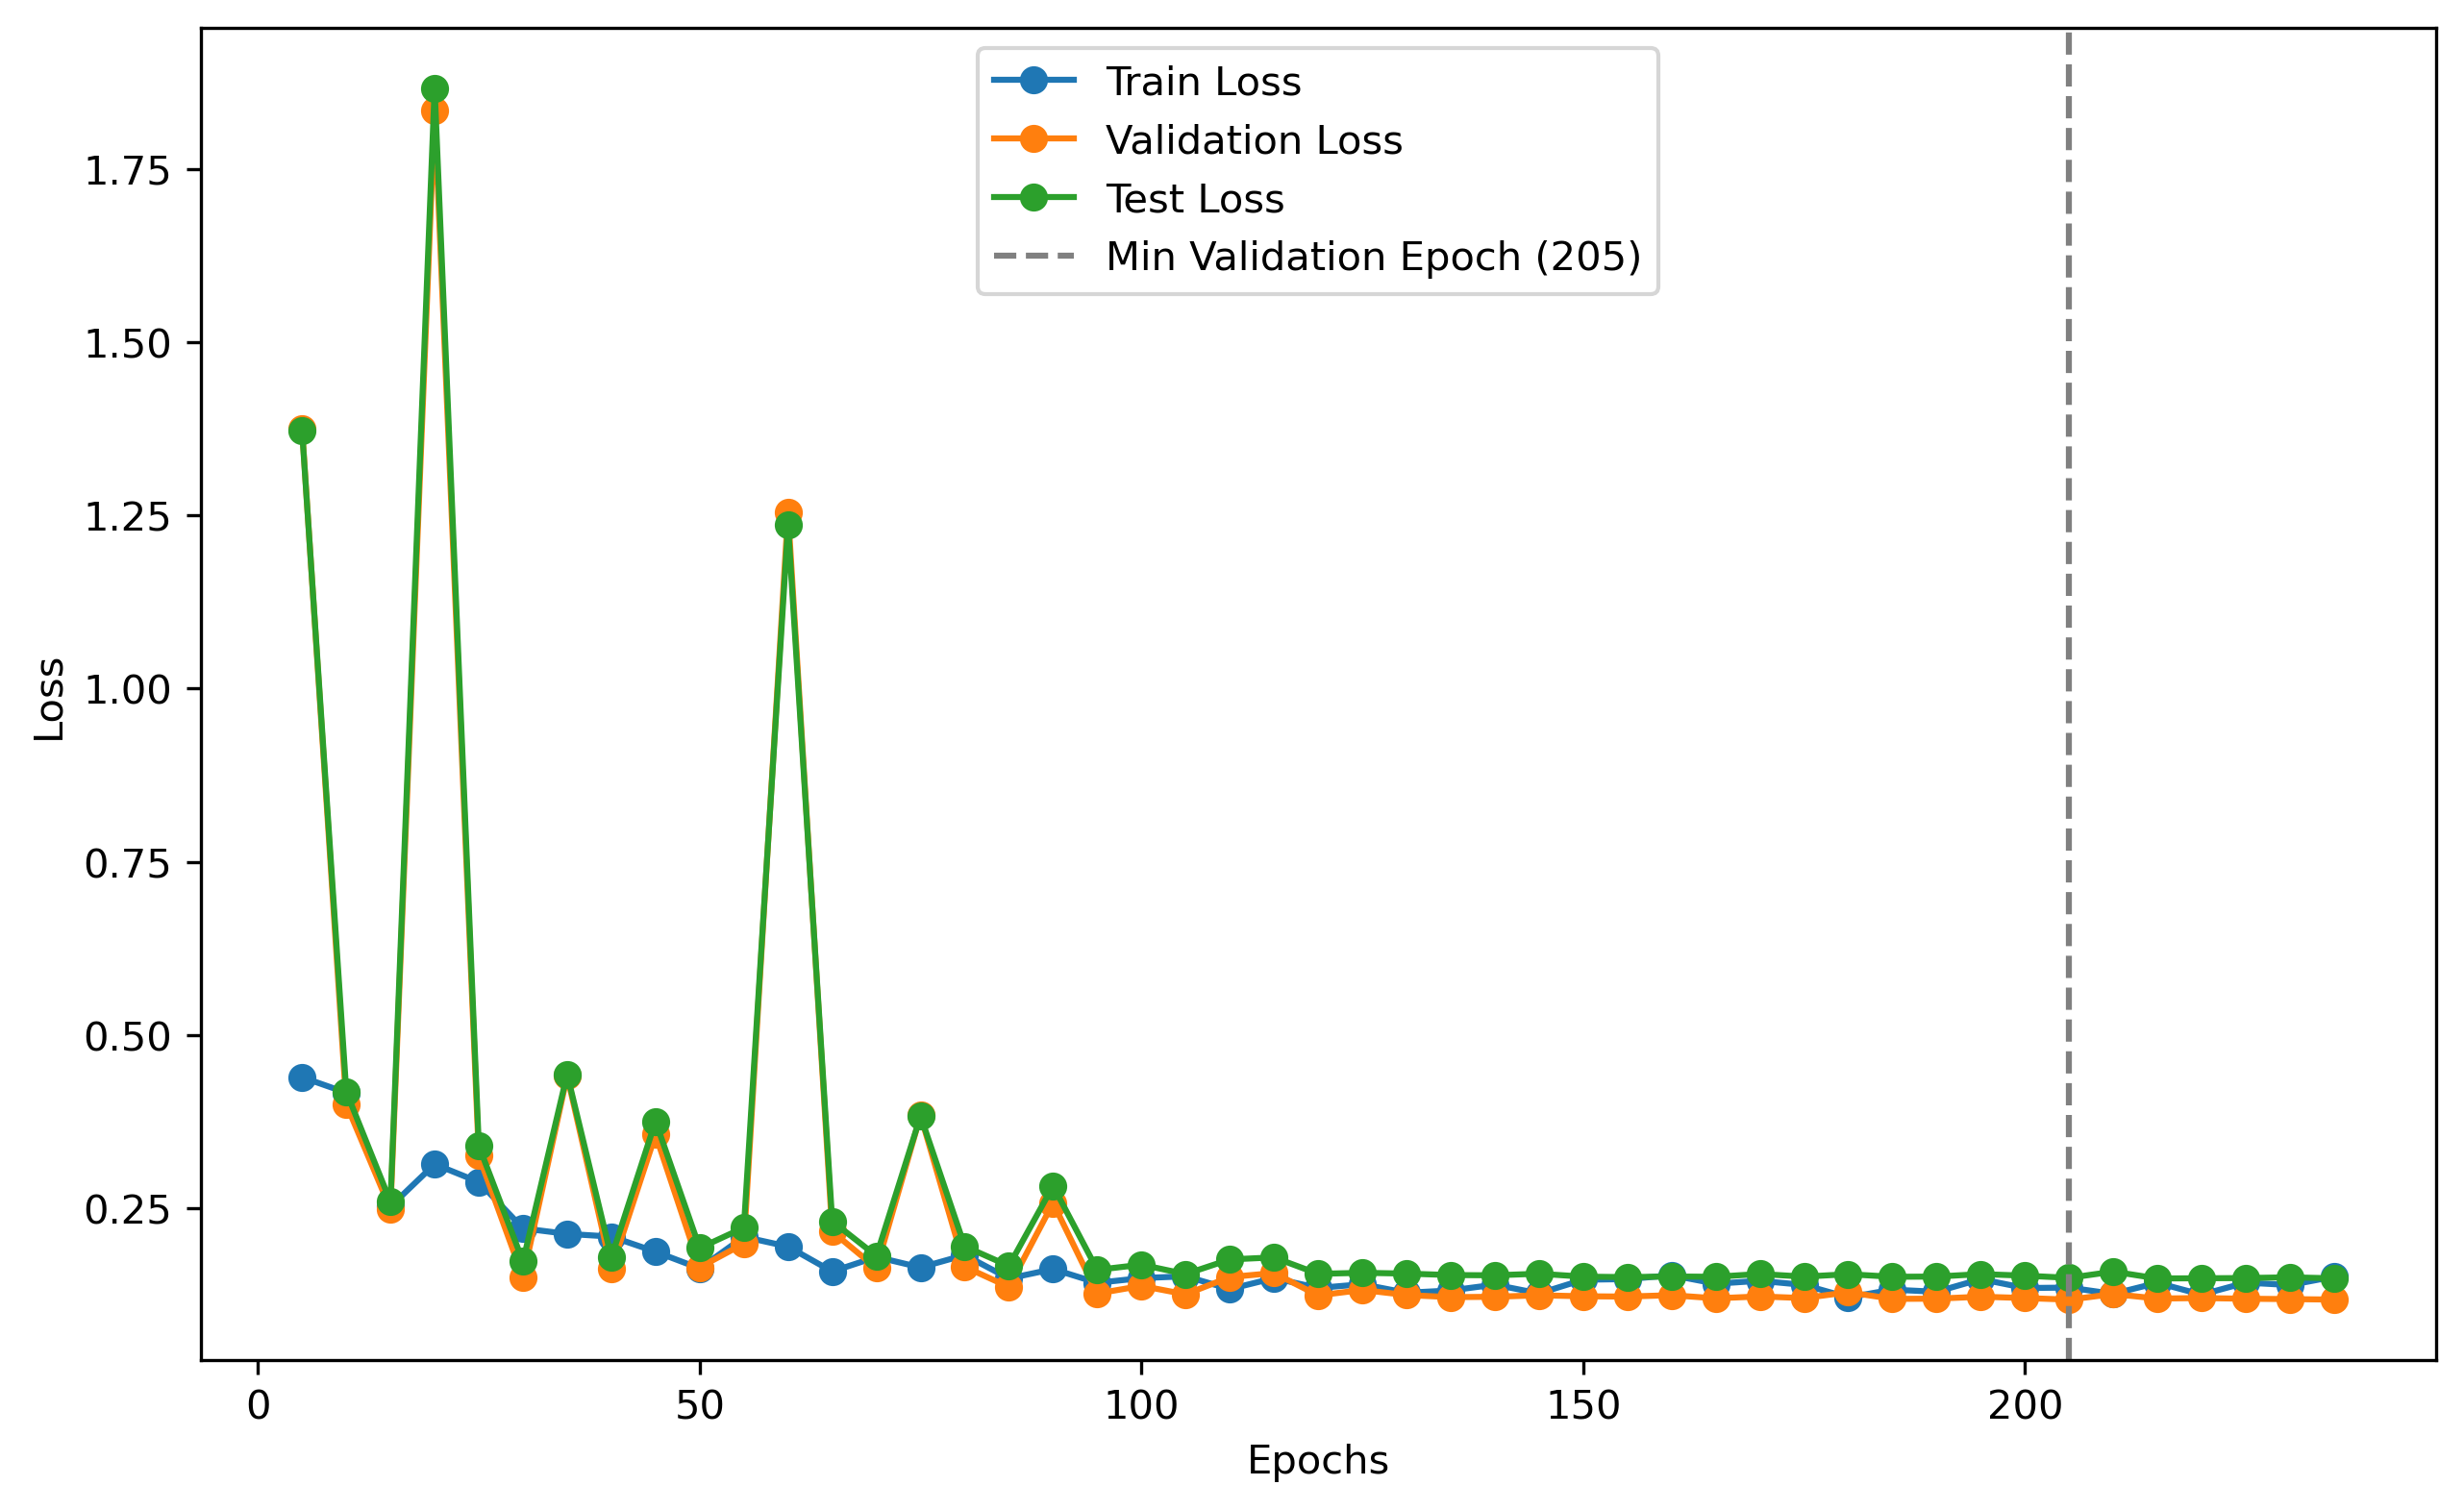 Train Loss
Validation Loss
Test Loss
Min Validation Epoch (205)
1.75
1.50
1.25
1.00
0.75
0.50
0.25
Loss
0 50 100 150 200
Epochs